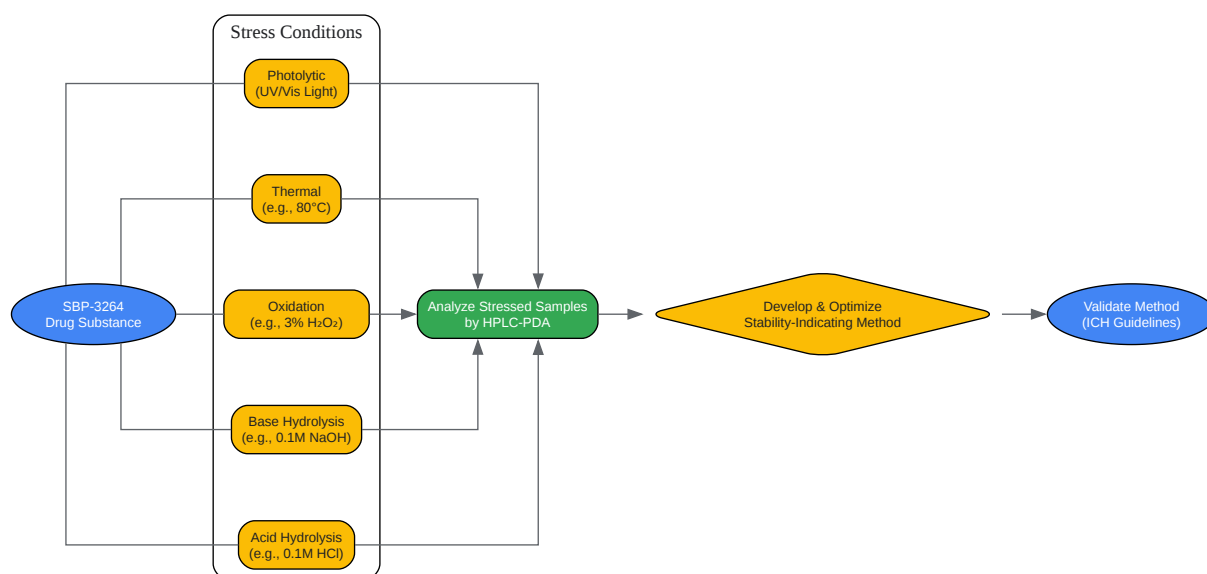 Stress Conditions
Photolytic
(UV/Vis Light)
Thermal
(e.g., 80°C)
SBP-3264
Drug Substance
Oxidation
(e.g., 3% H₂O₂)
Analyze Stressed Samples
by HPLC-PDA
Develop & Optimize
Stability-Indicating Method
Validate Method
(ICH Guidelines)
Base Hydrolysis
(e.g., 0.1M NaOH)
Acid Hydrolysis
(e.g., 0.1M HCl)